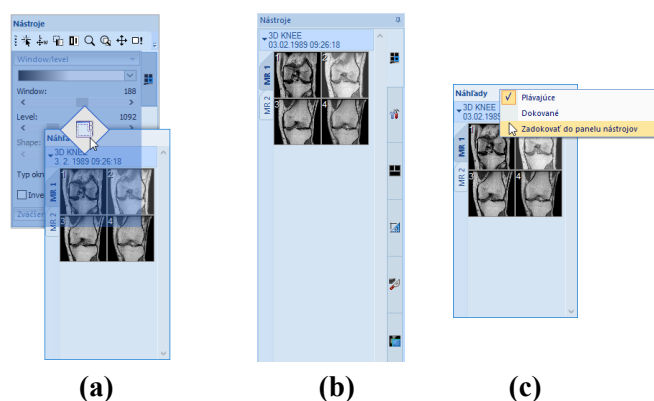 Nástroje
Window/level
Window: 188
Level: 1092
Shape:
Typ okn
Inve
Zväčšen
Náhľa
3D KNEE
3. 2. 1989 09:26:18
MR 1
MR 2
1
2
3
4
(a)
Nástroje
3D KNEE
03.02.1989 09:26:18
MR 1
MR 2
1
2
3
4
(b)
Náhľady
3D KNEE
03.02.198
MR 1
MR 2
1
3
4
Plávajúce
Dokované
Zadokovať do panelu nástrojov
(c)